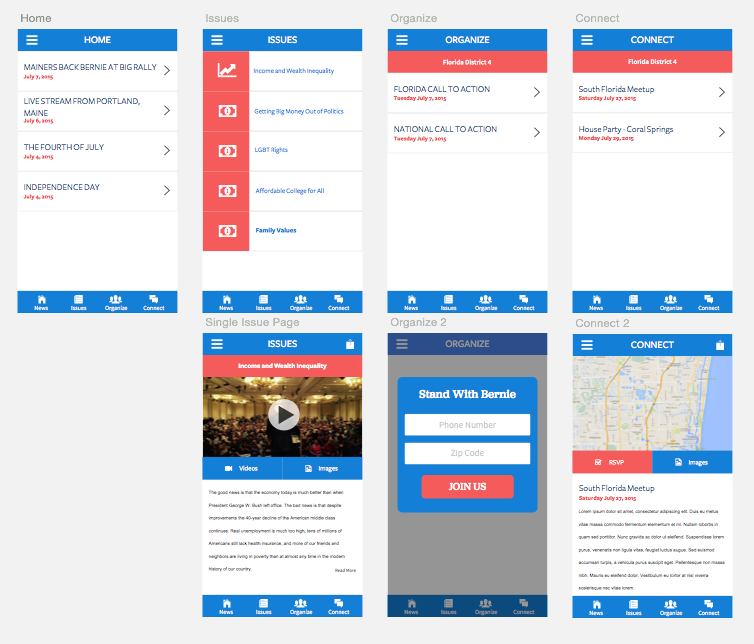 Home
HOME
MAINERS BACK BERNIE AT BIG RALLY
July 7, 2015
LIVE STREAM FROM PORTLAND,
MAINE
July 6, 2015
THE FOURTH OF JULY
July 4, 2015
INDEPENDENCE DAY
July 4, 2015
News Issues Organize Connect
Issues
ISSUES
Income and Wealth Inequality
Getting Big Money Out of Politics
LGBT Rights
Affordable College for All
Family Values
News Issues Organize Connect
Organize
ORGANIZE
Florida District 4
FLORIDA CALL TO ACTION
Tuesday July 7, 2015
NATIONAL CALL TO ACTION
Tuesday July 7, 2015
News Issues Organize Connect
Connect
CONNECT
Florida District 4
South Florida Meetup
Saturday July 27, 2015
House Party - Coral Springs
Monday July 29, 2015
News Issues Organize Connect
Single Issue Page
ISSUES
Income and Wealth Inequality
Videos Images
The good news is that the economy today is much better than when
President George W. Bush left office. The bad news is that despite
improvements the 40-year decline of the American middle class
continues. Real unemployment is much too high, tens of millions of
Americans still lack health insurance, and more of our friends and
neighbors are living in poverty than at almost any time in the modern
history of our country.
Read More
News Issues Organize Connect
Organize 2
ORGANIZE
Stand With Bernie
Phone Number
Zip Code
JOIN US
News Issues Organize Connect
Connect 2
CONNECT
RSVP Images
South Florida Meetup
Saturday July 27, 2015
Lorem ipsum dolor sit amet, consectetur adipiscing elit. Duis eu metus
vitae massa commodo fermentum elementum et mi. Nullam lobortis in
quam sed porttitor. Nunc gravida ac dolor ut eleifend. Suspendisse lorem
purus, venenatis non ligula vitae, feugiat luctus augue. Sed euismod
accumsan turpis, a vehicula purus suscipit eget. Pellentesque non massa
nibh. Mauris eu eleifend dolor. Vestibulum eu tortor at nisl viverra
scelerisque nec vitae lorem
News Issues Organize Connect